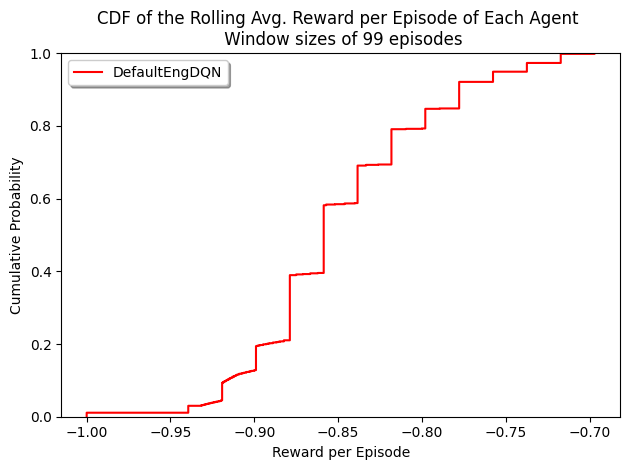 CDF of the Rolling Avg. Reward per Episode of Each Agent
Window sizes of 99 episodes
DefaultEngDQN
Cumulative Probability
1.0
0.8
0.6
0.4
0.2
0.0
−1.00 −0.95 −0.90 −0.85 −0.80 −0.75 −0.70
Reward per Episode